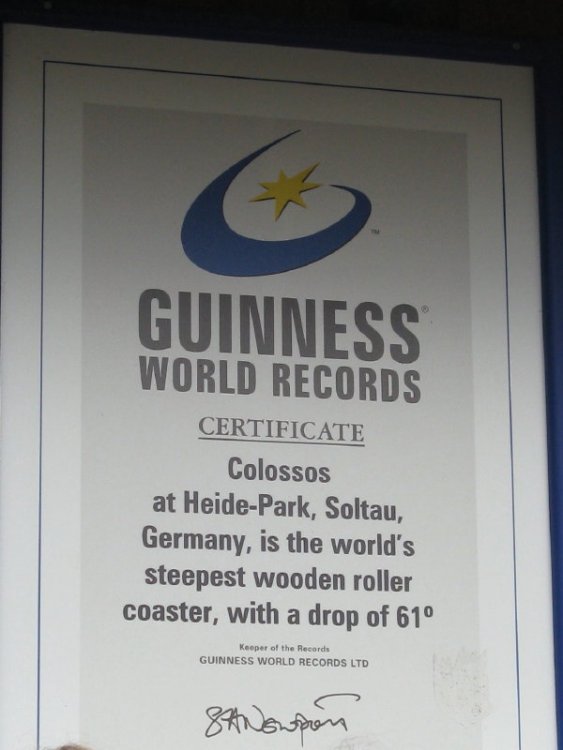 ™
GUINNESS®
WORLD RECORDS
CERTIFICATE
Colossos
at Heide-Park, Soltau,
Germany, is the world's
steepest wooden roller
coaster, with a drop of 61º
Keeper of the Records
GUINNESS WORLD RECORDS LTD